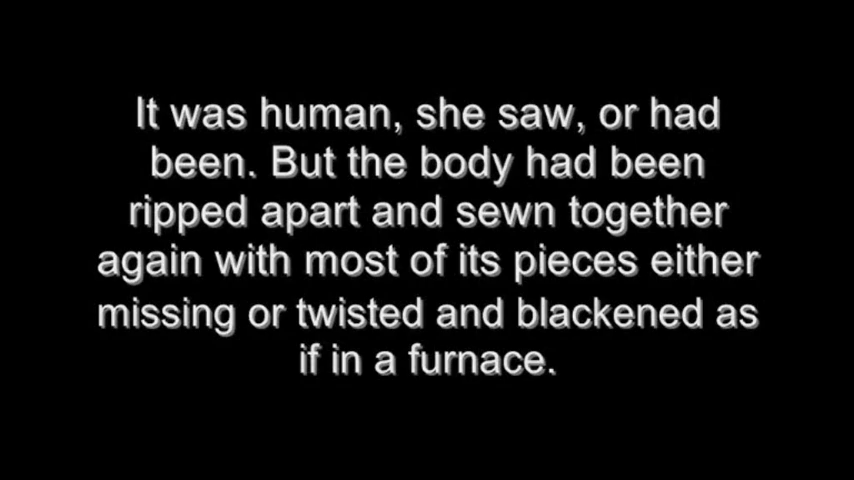 It was human, she saw, or had
been. But the body had been
ripped apart and sewn together
again with most of its pieces either
missing or twisted and blackened as
if in a furnace.